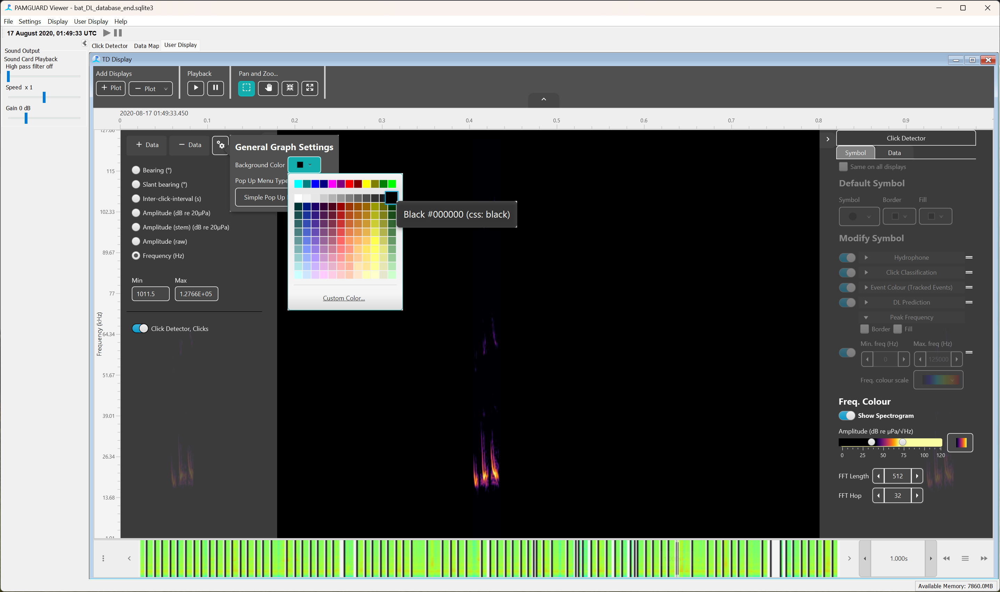 PAMGUARD Viewer - bat_DL_database_end.sqlite3
File Settings Display User Display Help
17 August 2020, 01:49:33 UTC
Click Detector Data Map User Display
Sound Output
Sound Card Playback
High pass filter off
Speed x 1
Gain 0 dB
TD Display
Add Displays
+ Plot
− Plot
Playback
Pan and Zoo...
2020-08-17 01:49:33.450
0 0.1 0.2 0.3 0.4 0.5 0.6 0.7 0.8 0.9
127.66
115
102.33
89.67
77
64.34
51.67
39.01
26.34
13.68
1.01
Frequency (kHz)
+ Data
− Data
Bearing (°)
Slant bearing (°)
Inter-click-interval (s)
Amplitude (dB re 20µPa)
Amplitude (stem) (dB re 20µPa)
Amplitude (raw)
Frequency (Hz)
Min Max
1011.5 1.2766E+05
Click Detector, Clicks
General Graph Settings
Background Color
Pop Up Menu Type
Simple Pop Up
Custom Color...
Black #000000 (css: black)
Click Detector
Symbol Data
Same on all displays
Default Symbol
Symbol Border Fill
Modify Symbol
Hydrophone
Click Classification
Event Colour (Tracked Events)
DL Prediction
Peak Frequency
Border Fill
Min. freq (Hz) Max. freq (Hz)
0 125000
Freq. colour scale
Freq. Colour
Show Spectrogram
Amplitude (dB re µPa/√Hz)
0 25 50 75 100 120
FFT Length 512
FFT Hop 32
1.000s
Available Memory: 7860.0MB